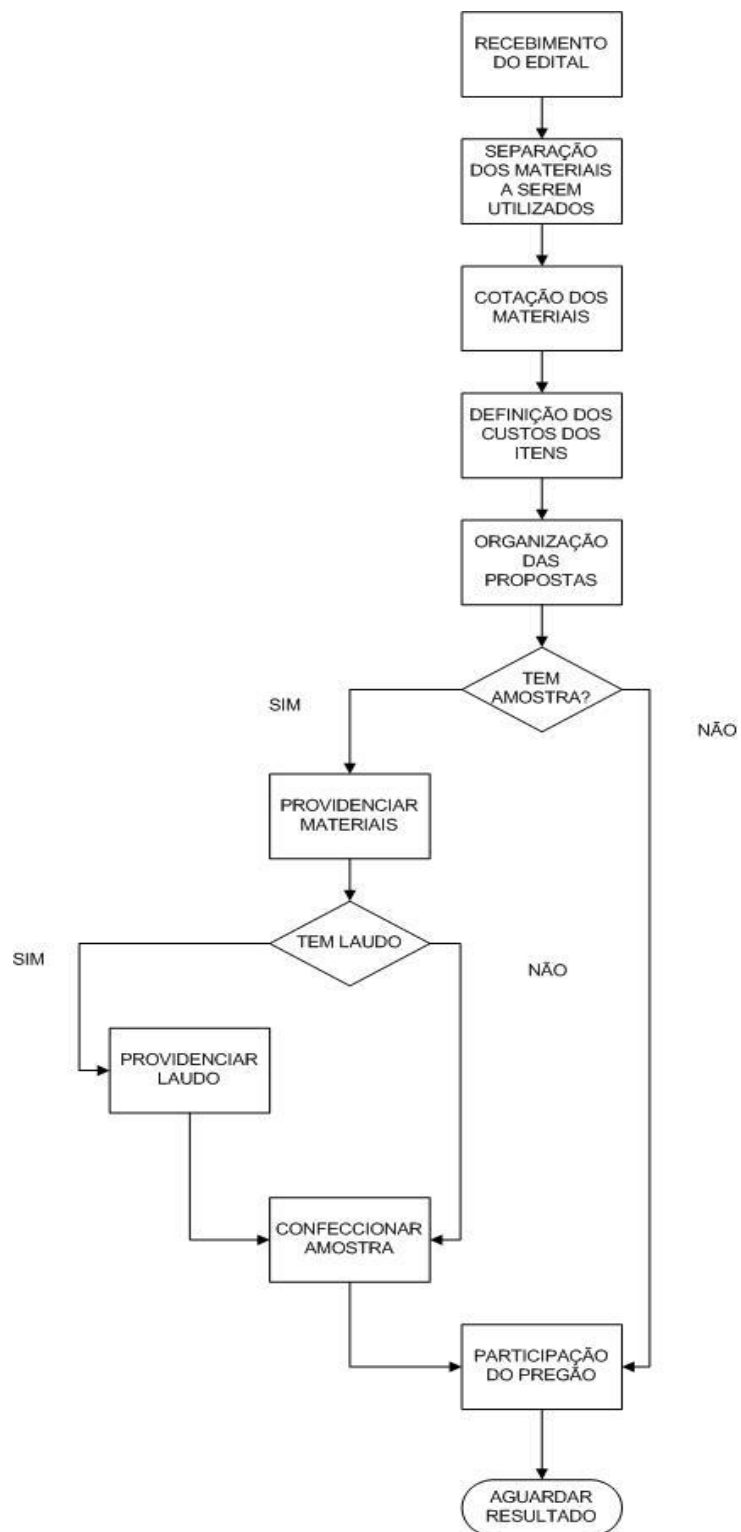 RECEBIMENTO
DO EDITAL
SEPARAÇÃO
DOS MATERIAIS
A SEREM
UTILIZADOS
COTAÇÃO DOS
MATERIAIS
DEFINIÇÃO DOS
CUSTOS DOS
ITENS
ORGANIZAÇÃO
DAS
PROPOSTAS
TEM
AMOSTRA?
SIM
NÃO
PROVIDENCIAR
MATERIAIS
TEM LAUDO
SIM
NÃO
PROVIDENCIAR
LAUDO
CONFECCIONAR
AMOSTRA
PARTICIPAÇÃO
DO PREGÃO
AGUARDAR
RESULTADO